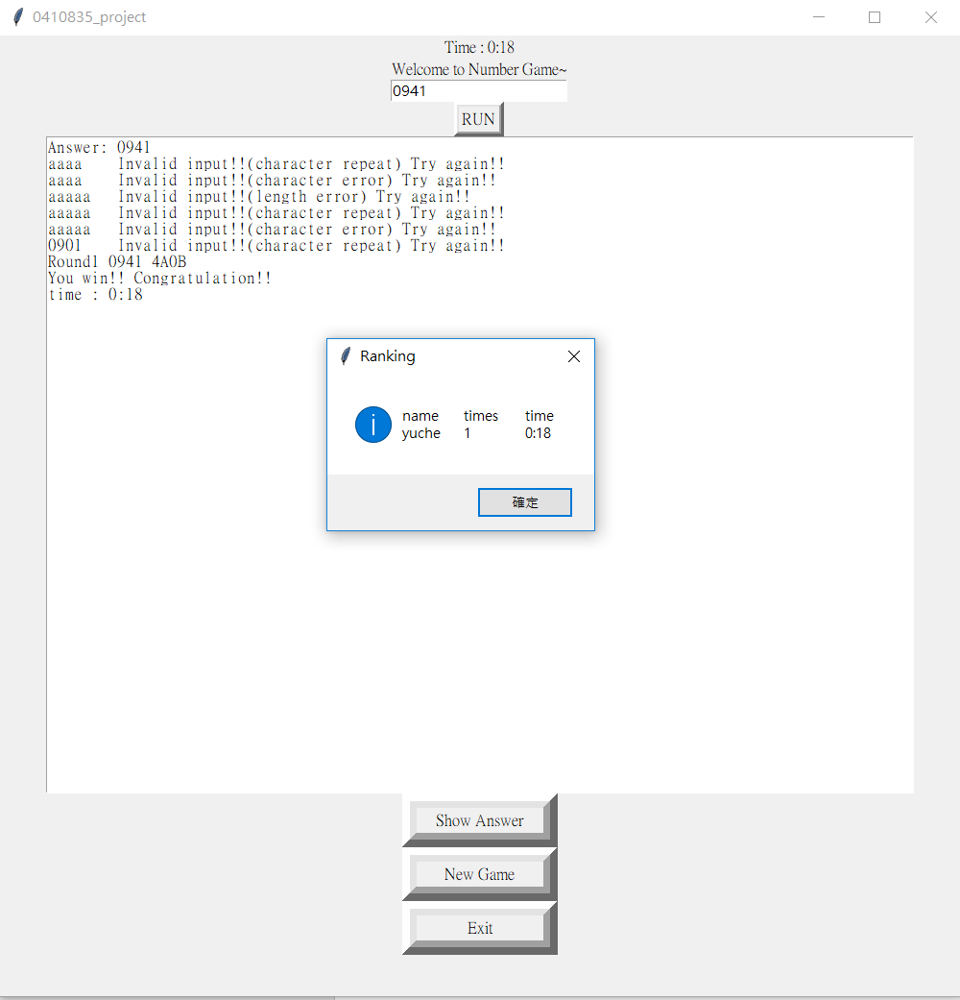 0410835_project
Time : 0:18
Welcome to Number Game~
0941
RUN
Answer: 0941
aaaa    Invalid input!!(character repeat) Try again!!
aaaa    Invalid input!!(character error) Try again!!
aaaaa   Invalid input!!(length error) Try again!!
aaaaa   Invalid input!!(character repeat) Try again!!
aaaaa   Invalid input!!(character error) Try again!!
0901    Invalid input!!(character repeat) Try again!!
Round1 0941 4A0B
You win!! Congratulation!!
time : 0:18
Ranking
name times time
yuche 1 0:18
確定
Show Answer
New Game
Exit